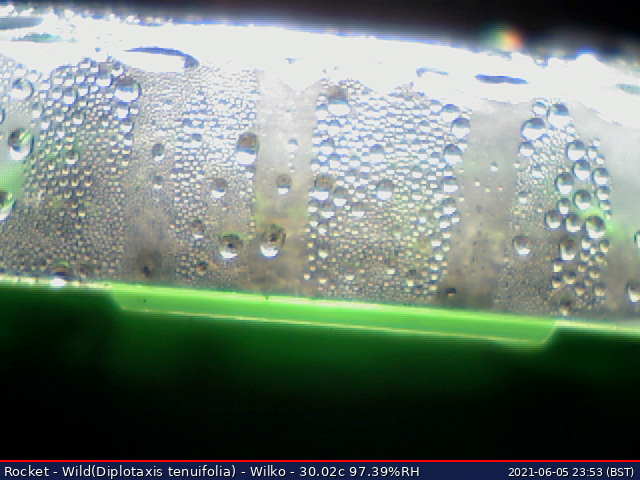 Rocket - Wild(Diplotaxis tenuifolia) - Wilko - 30.02c 97.39%RH 2021-06-05 23:53 (BST)